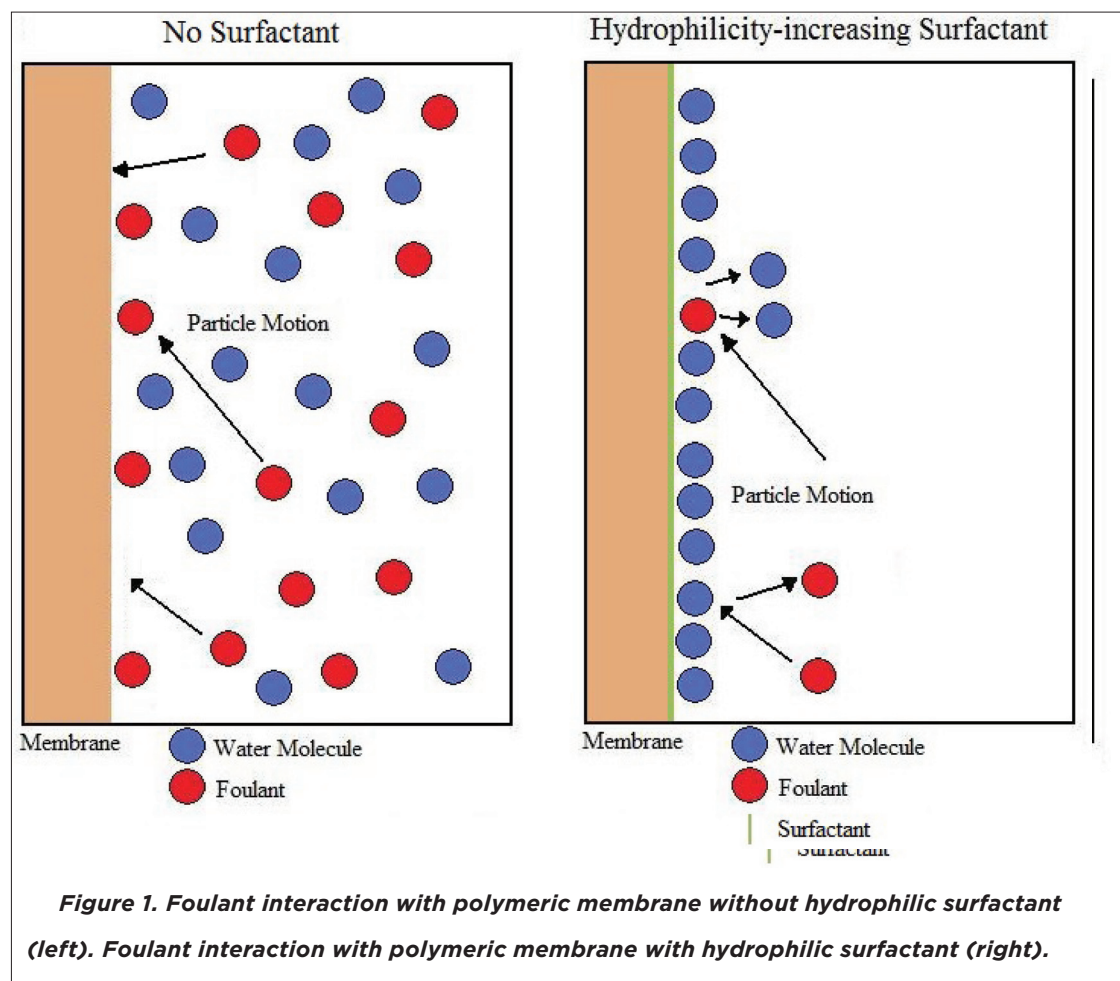 No Surfactant
Hydrophilicity-increasing Surfactant
Particle Motion
Particle Motion
Membrane
Water Molecule
Foulant
Membrane
Water Molecule
Foulant
Surfactant
Surfactant
Figure 1. Foulant interaction with polymeric membrane without hydrophilic surfactant
(left). Foulant interaction with polymeric membrane with hydrophilic surfactant (right).